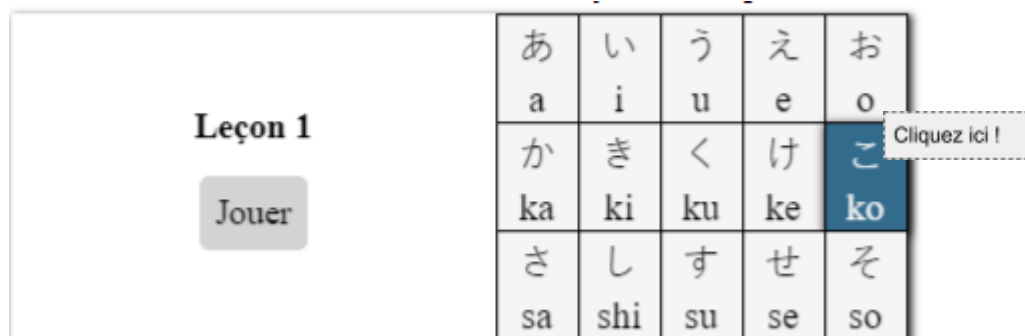 Leçon 1
Jouer
あ い う え お
a i u e o
Cliquez ici !
か き く け こ
ka ki ku ke ko
さ し す せ そ
sa shi su se so